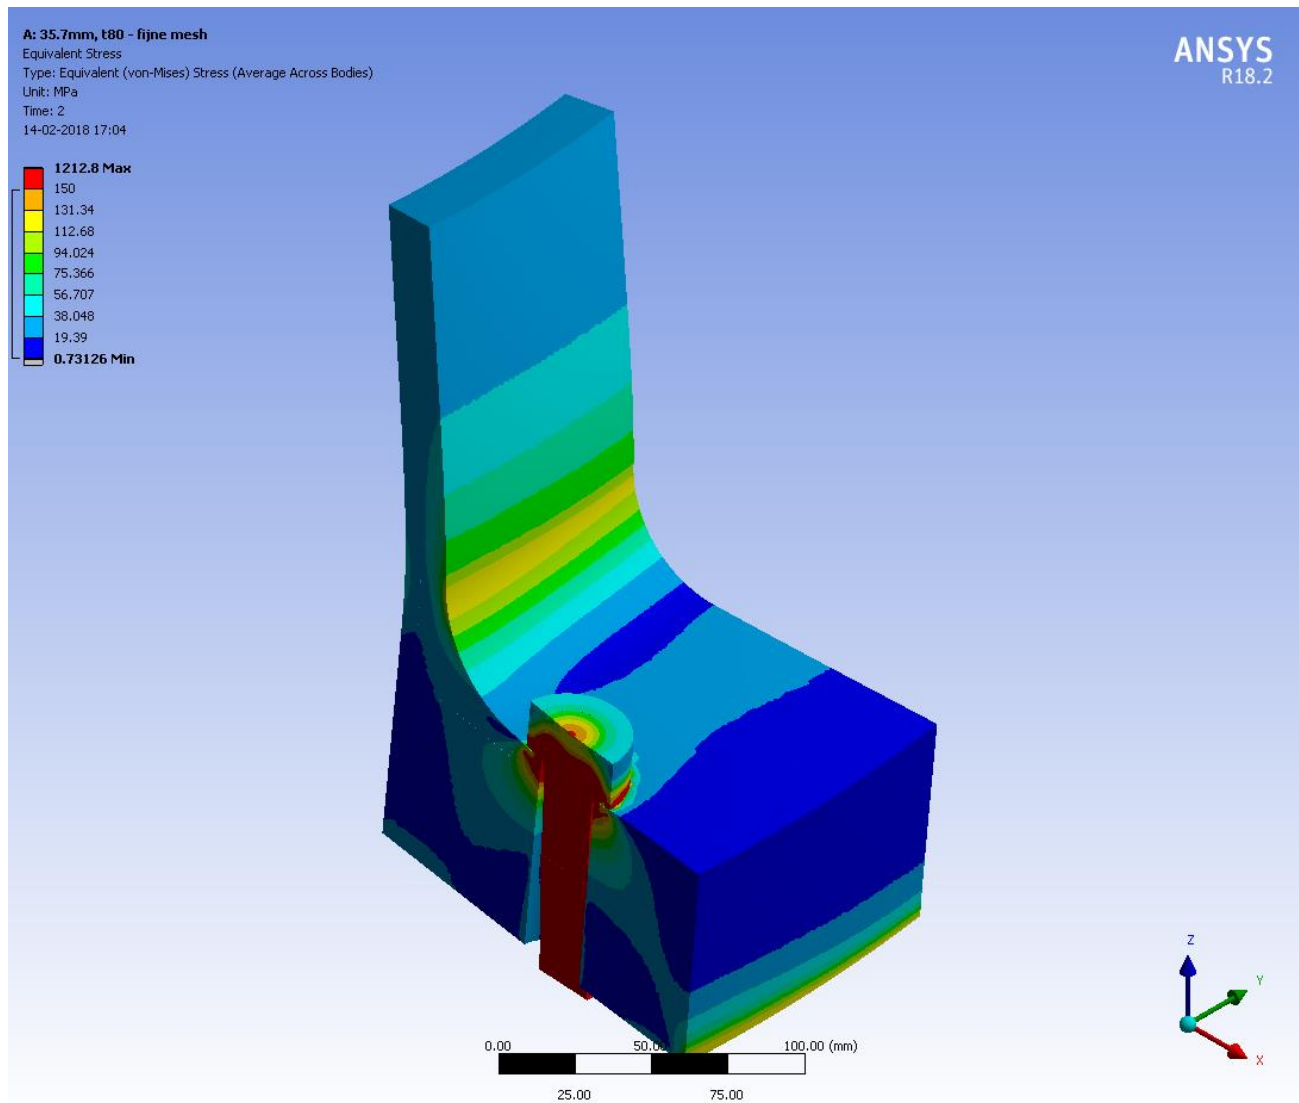 A: 35.7mm, t80 - fijne mesh
Equivalent Stress
Type: Equivalent (von-Mises) Stress (Average Across Bodies)
Unit: MPa
Time: 2
14-02-2018 17:04
ANSYS
R18.2
1212.8 Max
150
131.34
112.68
94.024
75.366
56.707
38.048
19.39
0.73126 Min
Z
Y
X
0.00 50.00 100.00 (mm)
25.00 75.00